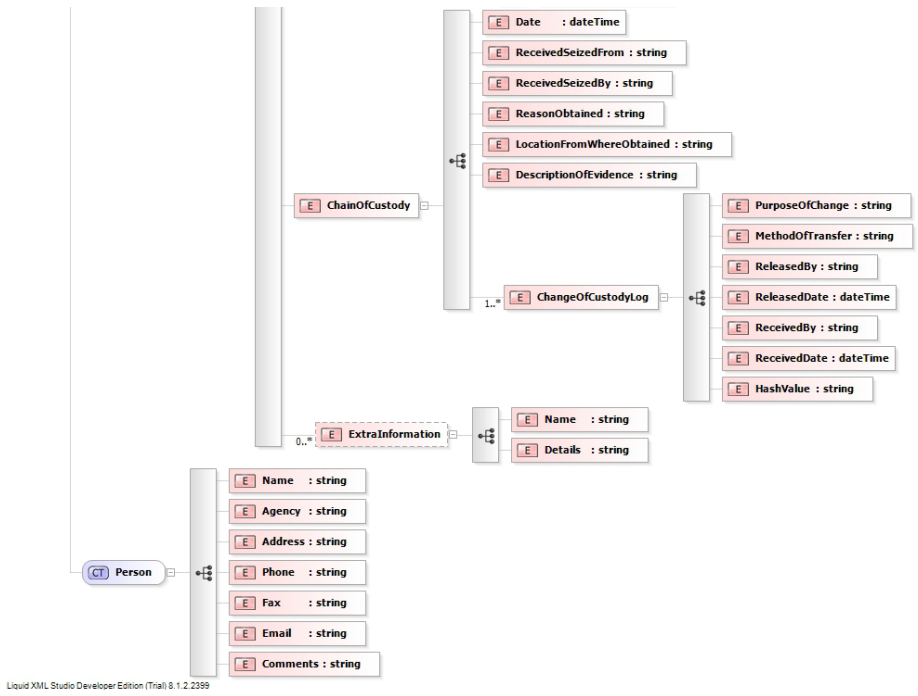 E Date : dateTime
E ReceivedSeizedFrom : string
E ReceivedSeizedBy : string
E ReasonObtained : string
E LocationFromWhereObtained : string
E DescriptionOfEvidence : string
E ChainOfCustody
E PurposeOfChange : string
E MethodOfTransfer : string
E ReleasedBy : string
1..* E ChangeOfCustodyLog
E ReleasedDate : dateTime
E ReceivedBy : string
E ReceivedDate : dateTime
E HashValue : string
0..* E ExtraInformation
E Name : string
E Details : string
E Name : string
E Agency : string
E Address : string
CT Person
E Phone : string
E Fax : string
E Email : string
E Comments : string
Liquid XML Studio Developer Edition (Trial) 8.1.2.2399